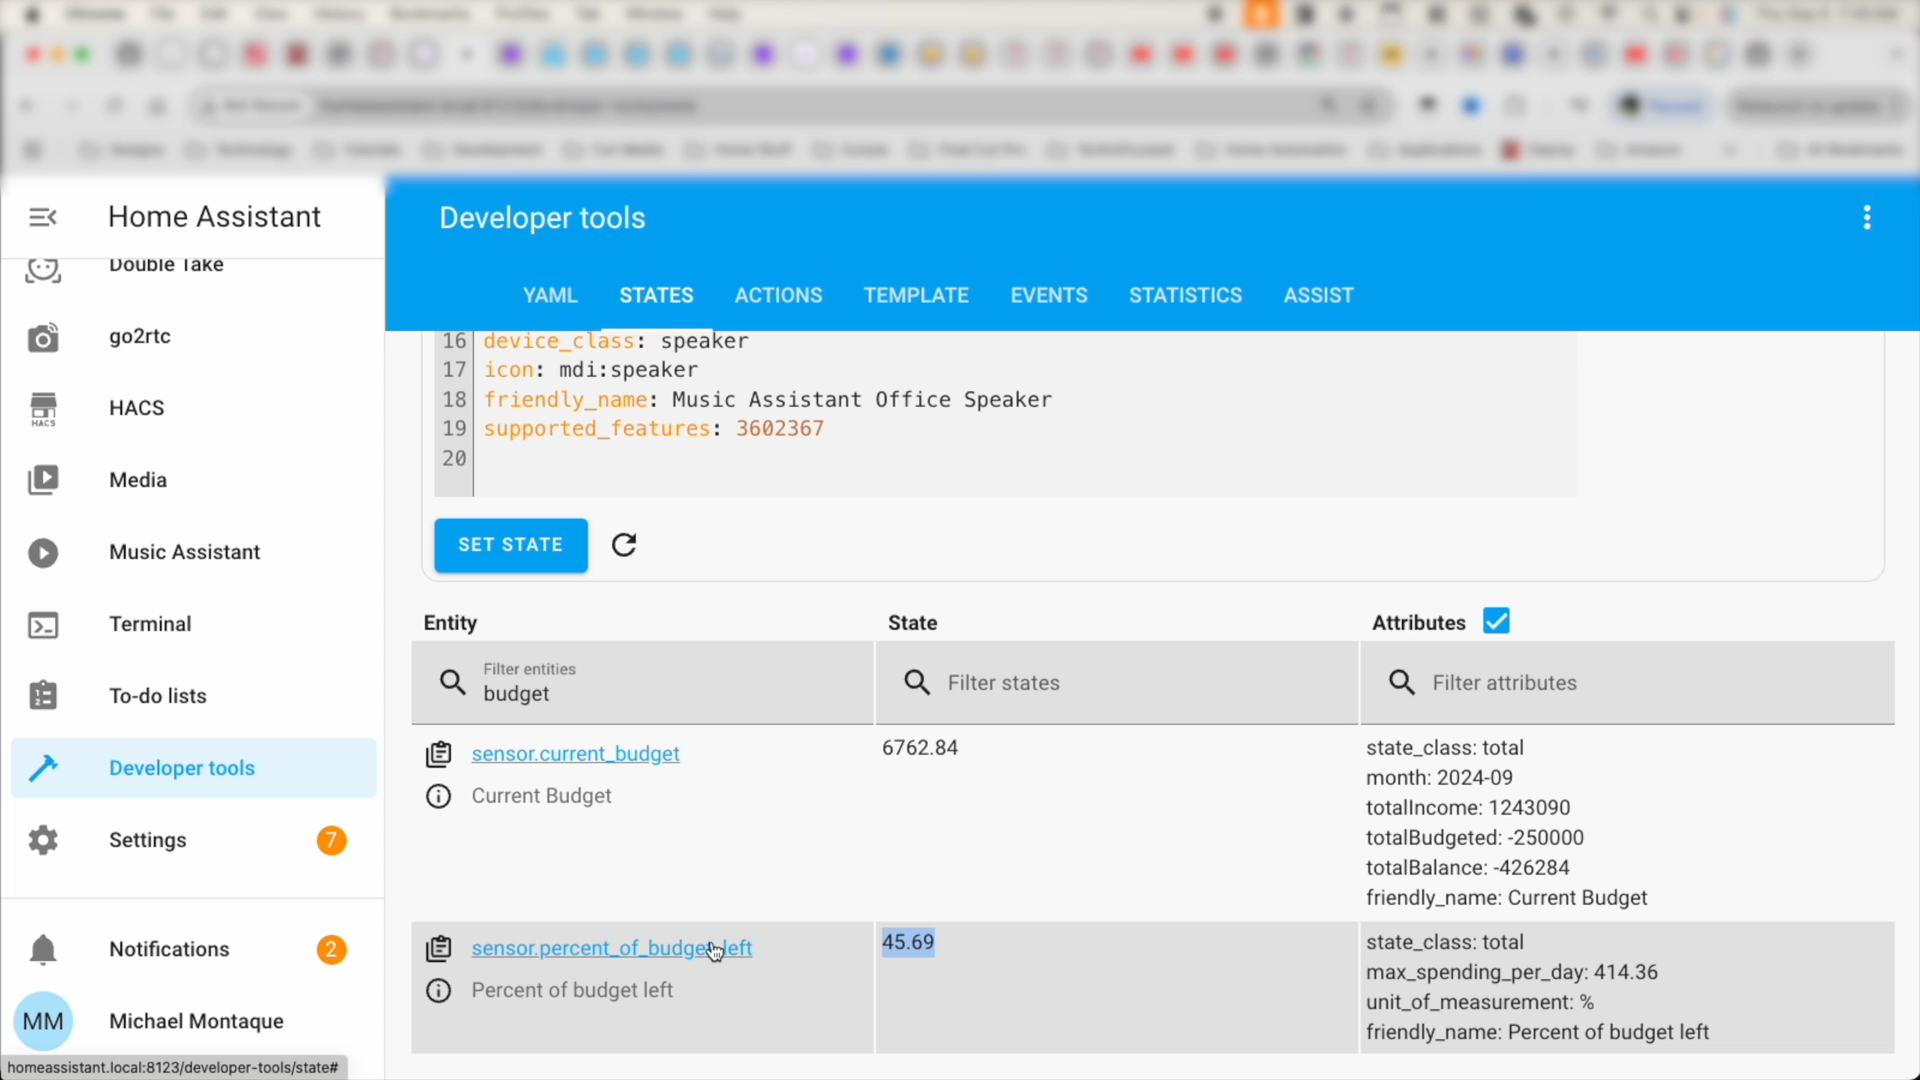 Home Assistant
Double Take
go2rtc
HACS
HACS
Media
Music Assistant
Terminal
To-do lists
Developer tools
Settings
7
Notifications
2
MM
Michael Montaque
homeassistant.local:8123/developer-tools/state#
Developer tools
YAML STATES ACTIONS TEMPLATE EVENTS STATISTICS ASSIST
16 device_class: speaker
17 icon: mdi:speaker
18 friendly_name: Music Assistant Office Speaker
19 supported_features: 3602367
20
SET STATE
Entity State Attributes
Filter entities
budget
Filter states
Filter attributes
sensor.current_budget
Current Budget
6762.84
state_class: total
month: 2024-09
totalIncome: 1243090
totalBudgeted: -250000
totalBalance: -426284
friendly_name: Current Budget
sensor.percent_of_budget_left
Percent of budget left
45.69
state_class: total
max_spending_per_day: 414.36
unit_of_measurement: %
friendly_name: Percent of budget left